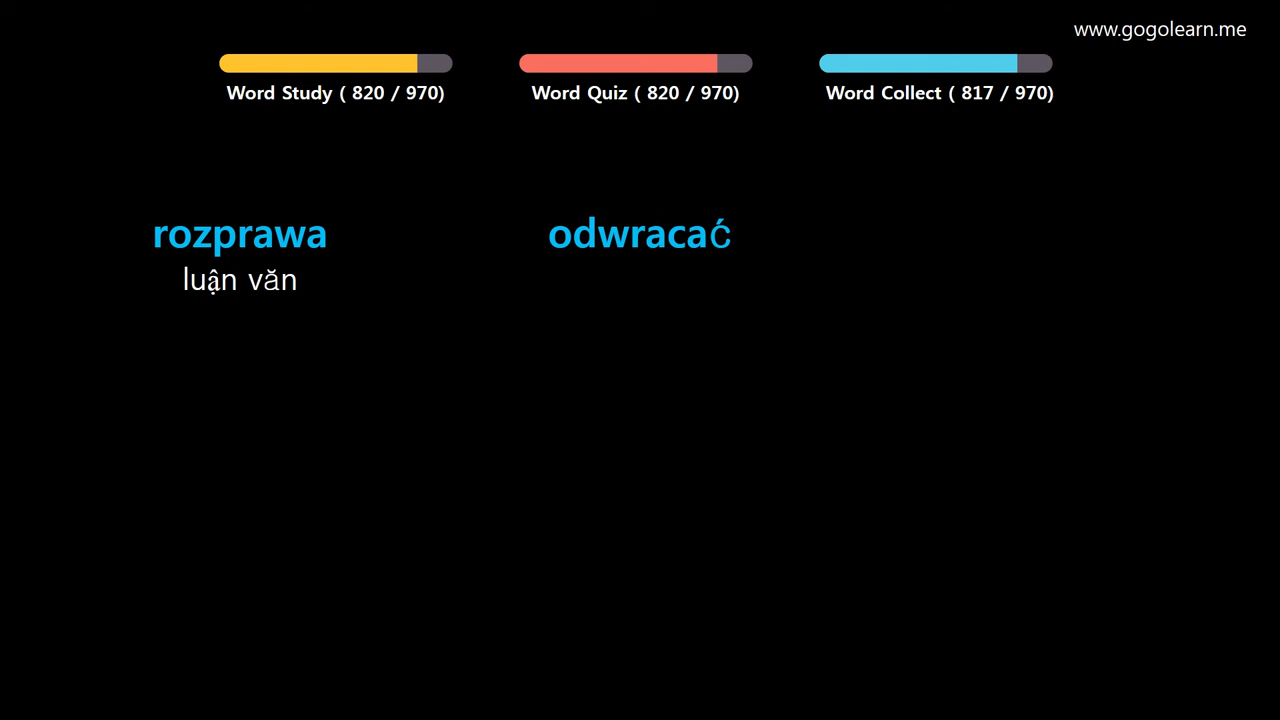 www.gogolearn.me
Word Study ( 820 / 970)
Word Quiz ( 820 / 970)
Word Collect ( 817 / 970)
rozprawa
luận văn
odwracać